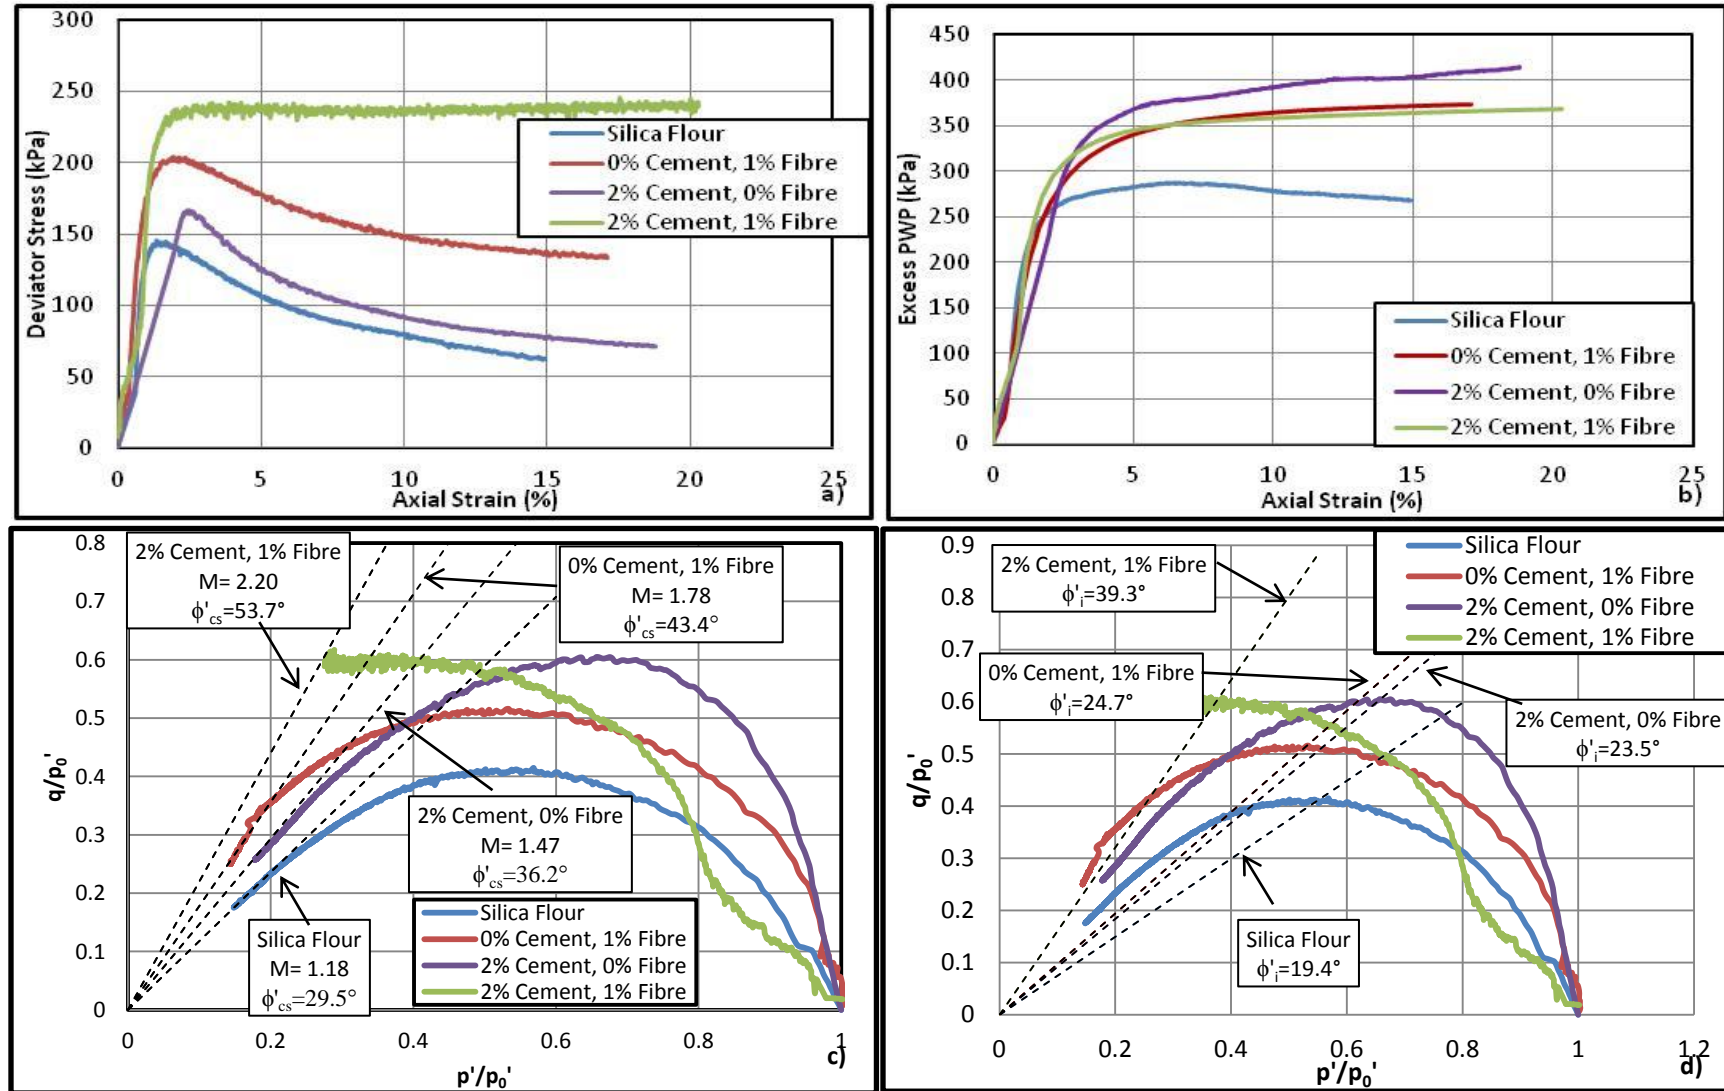 300
250
200
150
100
50
0
Deviator Stress (kPa)
Silica Flour
0% Cement, 1% Fibre
2% Cement, 0% Fibre
2% Cement, 1% Fibre
0 5 10 15 20 25
Axial Strain (%)
a)
450
400
350
300
250
200
150
100
50
0
Excess PWP (kPa)
Silica Flour
0% Cement, 1% Fibre
2% Cement, 0% Fibre
2% Cement, 1% Fibre
0 5 10 15 20 25
Axial Strain (%)
b)
0.8
0.7
0.6
0.5
0.4
0.3
0.2
0.1
0
q/p₀'
2% Cement, 1% Fibre
M= 2.20
ϕ'cs=53.7°
0% Cement, 1% Fibre
M= 1.78
ϕ'cs=43.4°
2% Cement, 0% Fibre
M= 1.47
ϕ'cs=36.2°
Silica Flour
M= 1.18
ϕ'cs=29.5°
Silica Flour
0% Cement, 1% Fibre
2% Cement, 0% Fibre
2% Cement, 1% Fibre
0 0.2 0.4 0.6 0.8 1
p'/p₀'
c)
0.9
0.8
0.7
0.6
0.5
0.4
0.3
0.2
0.1
0
q/p₀'
2% Cement, 1% Fibre
ϕ'i=39.3°
0% Cement, 1% Fibre
ϕ'i=24.7°
2% Cement, 0% Fibre
ϕ'i=23.5°
Silica Flour
ϕ'i=19.4°
Silica Flour
0% Cement, 1% Fibre
2% Cement, 0% Fibre
2% Cement, 1% Fibre
0 0.2 0.4 0.6 0.8 1 1.2
p'/p₀'
d)